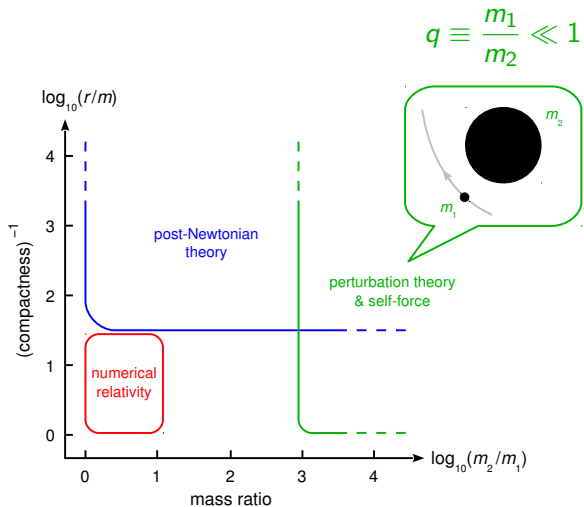 q ≡ m₁/m₂ ≪ 1
log₁₀(r/m)
m₂
m₁
4
3
2
1
0
(compactness)⁻¹
post-Newtonian
theory
perturbation theory
& self-force
numerical
relativity
0 1 2 3 4
log₁₀(m₂/m₁)
mass ratio